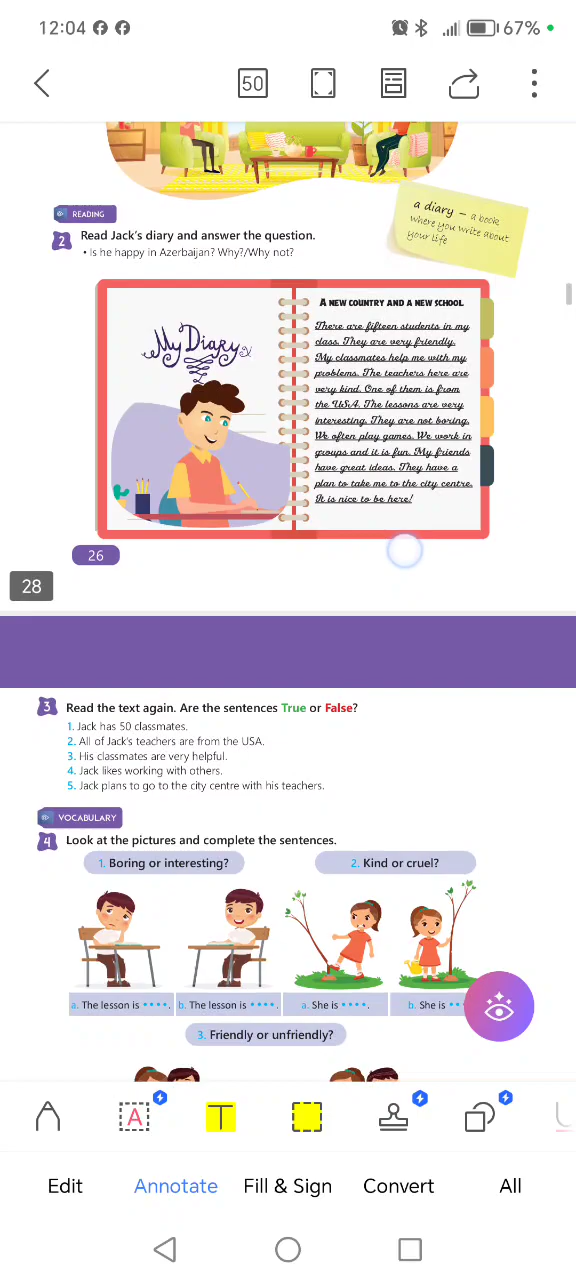 12:04
67%
50
READING
2 Read Jack's diary and answer the question.
• Is he happy in Azerbaijan? Why?/Why not?
a diary – a book
where you write about
your life
My Diary
A NEW COUNTRY AND A NEW SCHOOL
There are fifteen students in my
class. They are very friendly.
My classmates help me with my
problems. The teachers here are
very kind. One of them is from
the USA. The lessons are very
interesting. They are not boring.
We often play games. We work in
groups and it is fun. My friends
have great ideas. They have a
plan to take me to the city centre.
It is nice to be here!
26
28
3 Read the text again. Are the sentences True or False?
1. Jack has 50 classmates.
2. All of Jack's teachers are from the USA.
3. His classmates are very helpful.
4. Jack likes working with others.
5. Jack plans to go to the city centre with his teachers.
VOCABULARY
4 Look at the pictures and complete the sentences.
1. Boring or interesting?
2. Kind or cruel?
a. The lesson is ••••.
b. The lesson is ••••.
a. She is ••••.
b. She is ••
3. Friendly or unfriendly?
A
T
Edit
Annotate
Fill & Sign
Convert
All